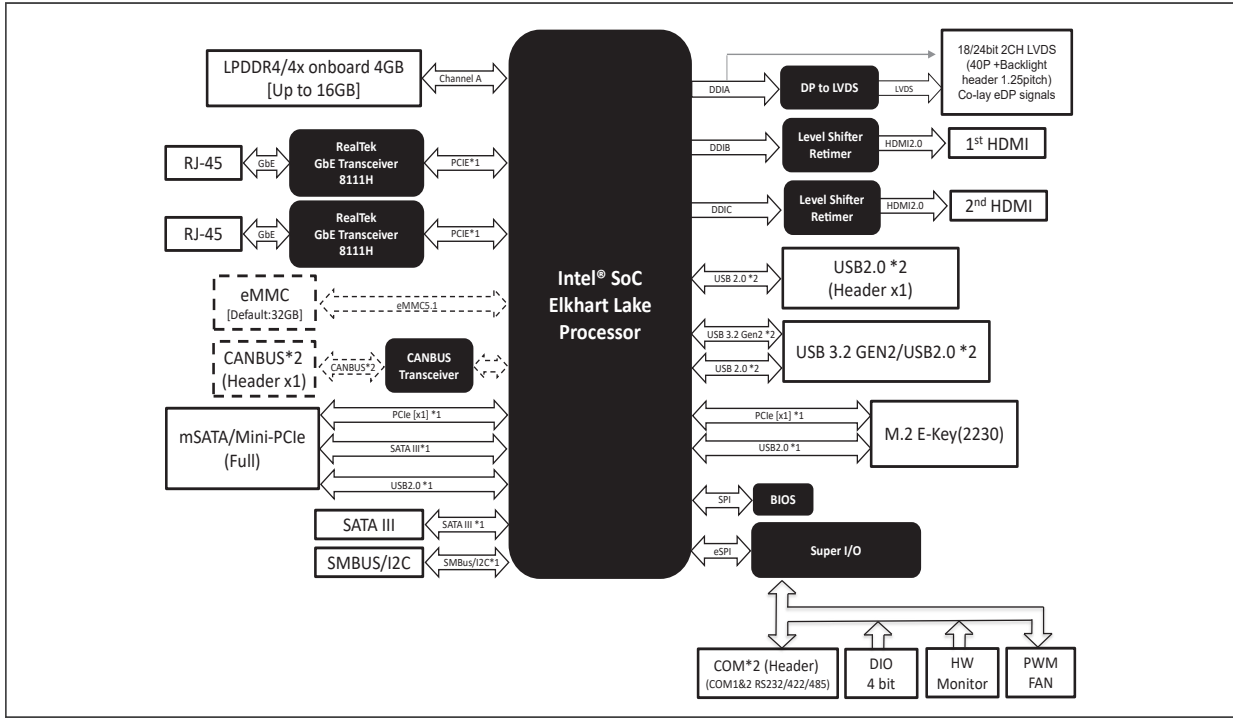 LPDDR4/4x onboard 4GB
[Up to 16GB]
Channel A
RJ-45
GbE
RealTek
GbE Transceiver
8111H
PCIE*1
RJ-45
GbE
RealTek
GbE Transceiver
8111H
PCIE*1
eMMC
[Default:32GB]
eMMC5.1
CANBUS*2
(Header x1)
CANBUS*2
CANBUS
Transceiver
mSATA/Mini-PCIe
(Full)
PCIe [x1] *1
SATA III*1
USB2.0 *1
SATA III
SATA III *1
SMBUS/I2C
SMBus/I2C*1
Intel® SoC
Elkhart Lake
Processor
DDIA
DP to LVDS
LVDS
18/24bit 2CH LVDS
(40P +Backlight
header 1.25pitch)
Co-lay eDP signals
DDIB
Level Shifter
Retimer
HDMI2.0
1st HDMI
DDIC
Level Shifter
Retimer
HDMI2.0
2nd HDMI
USB 2.0 *2
USB2.0 *2
(Header x1)
USB 3.2 Gen2 *2
USB 2.0 *2
USB 3.2 GEN2/USB2.0 *2
PCIe [x1] *1
USB2.0 *1
M.2 E-Key(2230)
SPI
BIOS
eSPI
Super I/O
COM*2 (Header)
(COM1&2 RS232/422/485)
DIO
4 bit
HW
Monitor
PWM
FAN